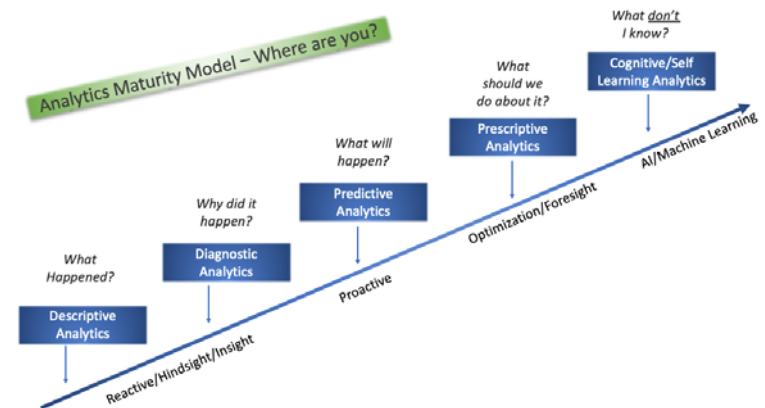 Analytics Maturity Model – Where are you?
What
Happened?
Descriptive
Analytics
Why did it
happen?
Diagnostic
Analytics
Reactive/Hindsight/Insight
What will
happen?
Predictive
Analytics
Proactive
What
should we
do about it?
Prescriptive
Analytics
Optimization/Foresight
What don't
I know?
Cognitive/Self
Learning Analytics
AI/Machine Learning